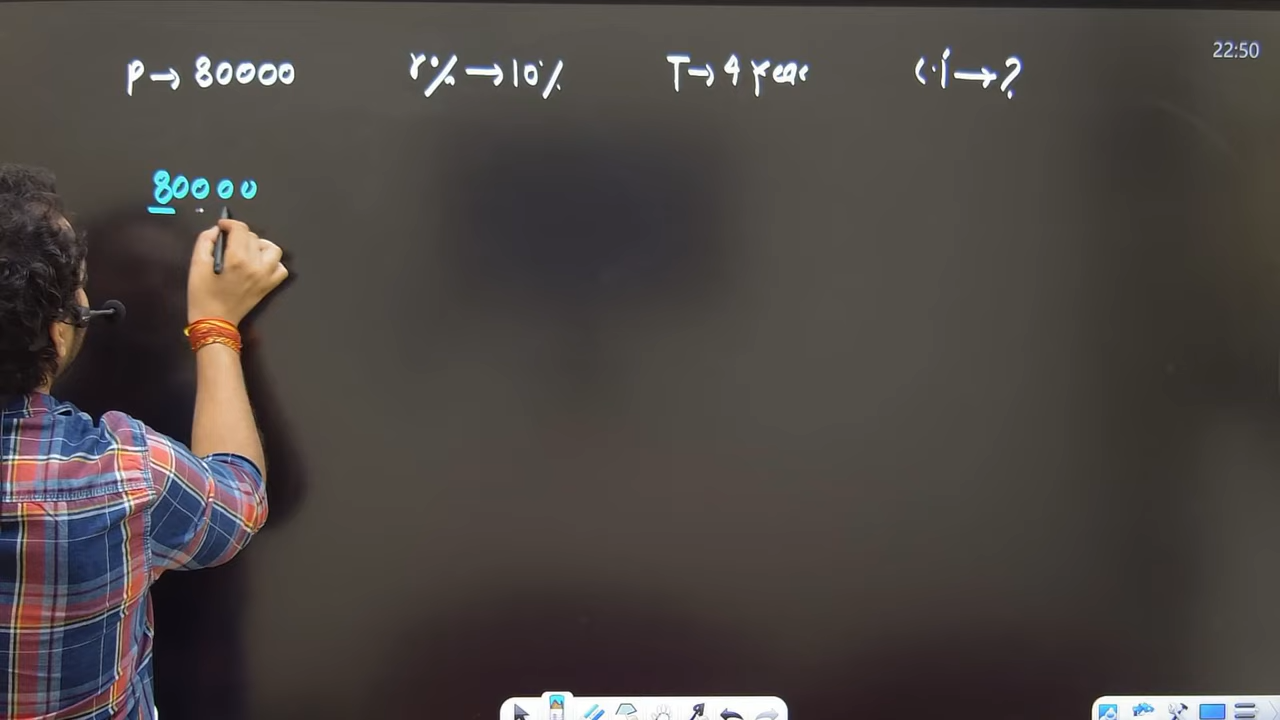 P → 80000 r% → 10% T → 4 year C.I → ?
22:50
80000